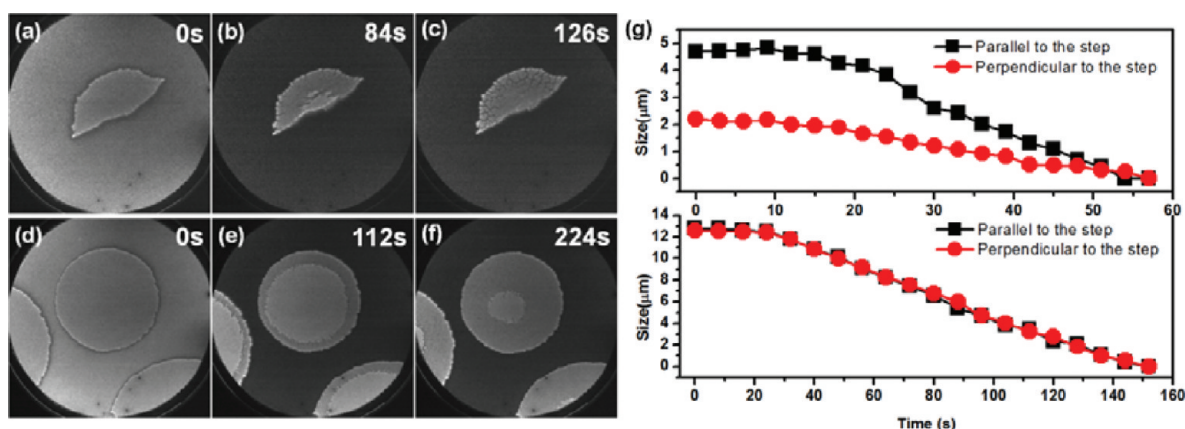 (a) 0s (b) 84s (c) 126s (g)
(d) 0s (e) 112s (f) 224s
5
4
3
2
1
0
Size(μm)
Parallel to the step
Perpendicular to the step
0 10 20 30 40 50 60
14
12
10
8
6
4
2
0
Size(μm)
Parallel to the step
Perpendicular to the step
0 20 40 60 80 100 120 140 160
Time (s)